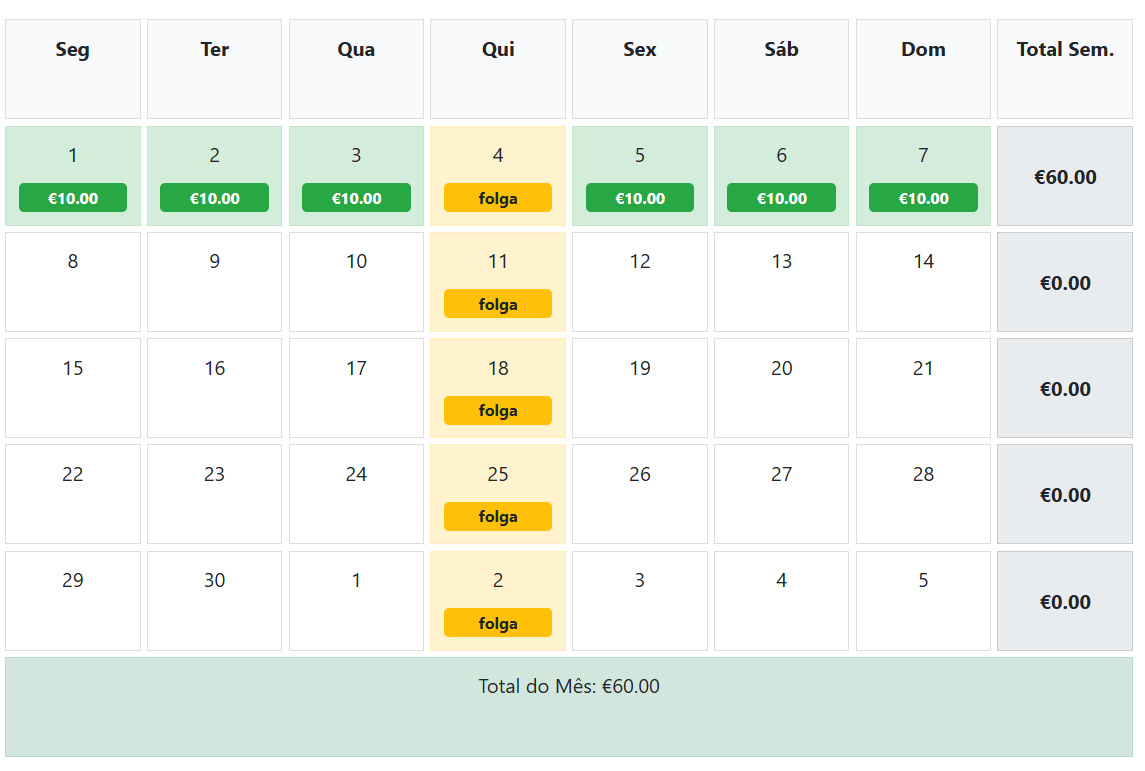 Seg Ter Qua Qui Sex Sáb Dom Total Sem.
1 2 3 4 5 6 7
€10.00 €10.00 €10.00 folga €10.00 €10.00 €10.00 €60.00
8 9 10 11 12 13 14
folga €0.00
15 16 17 18 19 20 21
folga €0.00
22 23 24 25 26 27 28
folga €0.00
29 30 1 2 3 4 5
folga €0.00
Total do Mês: €60.00